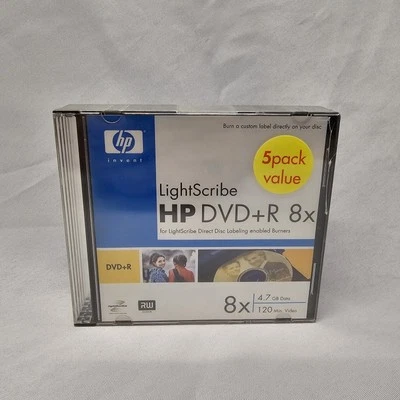 Burn a custom label directly on your disc
hp
invent
5pack
value
LightScribe
HP DVD+R 8x
for LightScribe Direct Disc Labeling enabled Burners
DVD+R
RW
8x
4.7 GB Data
120 Min. Video